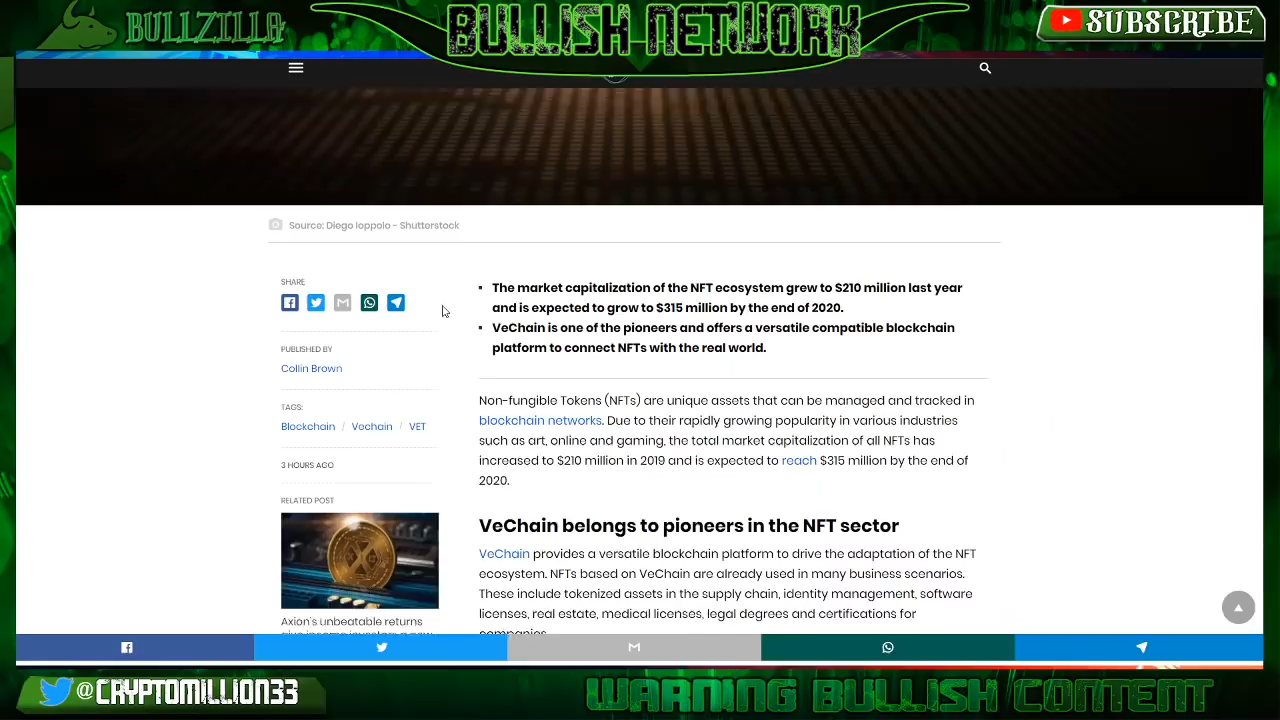 BULLZILLA
BULLISH NETWORK
SUBSCRIBE
Source: Diego Ioppolo - Shutterstock
SHARE
PUBLISHED BY
Collin Brown
TAGS:
Blockchain / Vechain / VET
3 HOURS AGO
RELATED POST
Axion's unbeatable returns
The market capitalization of the NFT ecosystem grew to $210 million last year
and is expected to grow to $315 million by the end of 2020.
VeChain is one of the pioneers and offers a versatile compatible blockchain
platform to connect NFTs with the real world.
Non-fungible Tokens (NFTs) are unique assets that can be managed and tracked in
blockchain networks. Due to their rapidly growing popularity in various industries
such as art, online and gaming, the total market capitalization of all NFTs has
increased to $210 million in 2019 and is expected to reach $315 million by the end of
2020.
VeChain belongs to pioneers in the NFT sector
VeChain provides a versatile blockchain platform to drive the adaptation of the NFT
ecosystem. NFTs based on VeChain are already used in many business scenarios.
These include tokenized assets in the supply chain, identity management, software
licenses, real estate, medical licenses, legal degrees and certifications for
companies.
@CRYPTOMILLION33
WARNING BULLISH CONTENT